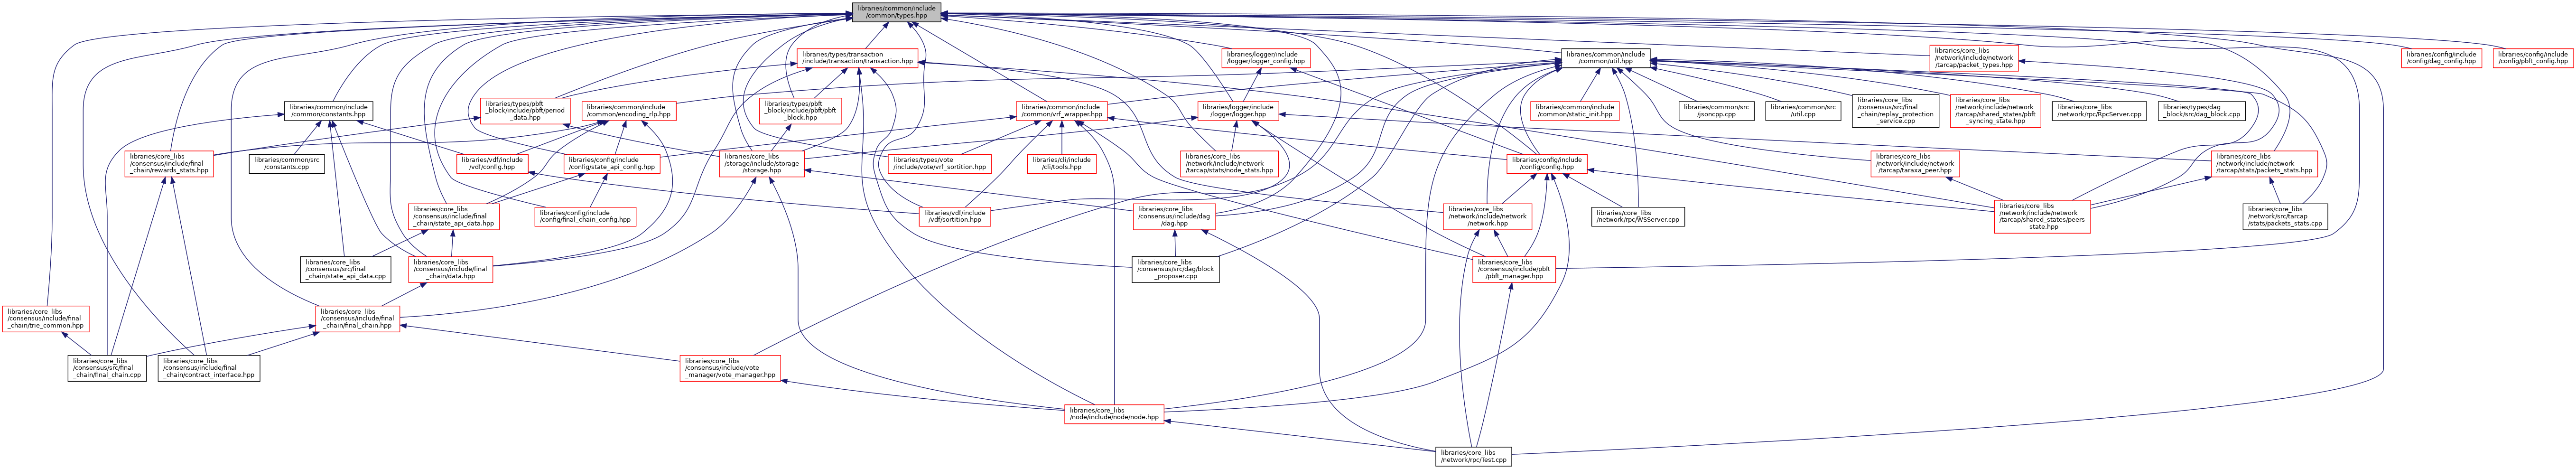 libraries/common/include
/common/types.hpp
libraries/types/transaction
/include/transaction/transaction.hpp
libraries/logger/include
/logger/logger_config.hpp
libraries/common/include
/common/util.hpp
libraries/core_libs
/network/include/network
/tarcap/packet_types.hpp
libraries/config/include
/config/dag_config.hpp
libraries/config/include
/config/pbft_config.hpp
libraries/common/include
/common/constants.hpp
libraries/types/pbft
_block/include/pbft/period
_data.hpp
libraries/common/include
/common/encoding_rlp.hpp
libraries/types/pbft
_block/include/pbft/pbft
_block.hpp
libraries/common/include
/common/vrf_wrapper.hpp
libraries/logger/include
/logger/logger.hpp
libraries/common/include
/common/static_init.hpp
libraries/common/src
/jsoncpp.cpp
libraries/common/src
/util.cpp
libraries/core_libs
/consensus/src/final
_chain/replay_protection
_service.cpp
libraries/core_libs
/network/include/network
/tarcap/shared_states/pbft
_syncing_state.hpp
libraries/core_libs
/network/rpc/RpcServer.cpp
libraries/types/dag
_block/src/dag_block.cpp
libraries/core_libs
/consensus/include/final
_chain/rewards_stats.hpp
libraries/common/src
/constants.cpp
libraries/vdf/include
/vdf/config.hpp
libraries/config/include
/config/state_api_config.hpp
libraries/core_libs
/storage/include/storage
/storage.hpp
libraries/types/vote
/include/vote/vrf_sortition.hpp
libraries/cli/include
/cli/tools.hpp
libraries/core_libs
/network/include/network
/tarcap/stats/node_stats.hpp
libraries/config/include
/config/config.hpp
libraries/core_libs
/network/include/network
/tarcap/taraxa_peer.hpp
libraries/core_libs
/network/include/network
/tarcap/stats/packets_stats.hpp
libraries/core_libs
/consensus/include/final
_chain/state_api_data.hpp
libraries/config/include
/config/final_chain_config.hpp
libraries/vdf/include
/vdf/sortition.hpp
libraries/core_libs
/consensus/include/dag
/dag.hpp
libraries/core_libs
/network/include/network
/network.hpp
libraries/core_libs
/network/rpc/WSServer.cpp
libraries/core_libs
/network/include/network
/tarcap/shared_states/peers
_state.hpp
libraries/core_libs
/network/src/tarcap
/stats/packets_stats.cpp
libraries/core_libs
/consensus/src/final
_chain/state_api_data.cpp
libraries/core_libs
/consensus/include/final
_chain/data.hpp
libraries/core_libs
/consensus/src/dag/block
_proposer.cpp
libraries/core_libs
/consensus/include/pbft
/pbft_manager.hpp
libraries/core_libs
/consensus/include/final
_chain/trie_common.hpp
libraries/core_libs
/consensus/include/final
_chain/final_chain.hpp
libraries/core_libs
/consensus/src/final
_chain/final_chain.cpp
libraries/core_libs
/consensus/include/final
_chain/contract_interface.hpp
libraries/core_libs
/consensus/include/vote
_manager/vote_manager.hpp
libraries/core_libs
/node/include/node/node.hpp
libraries/core_libs
/network/rpc/Test.cpp